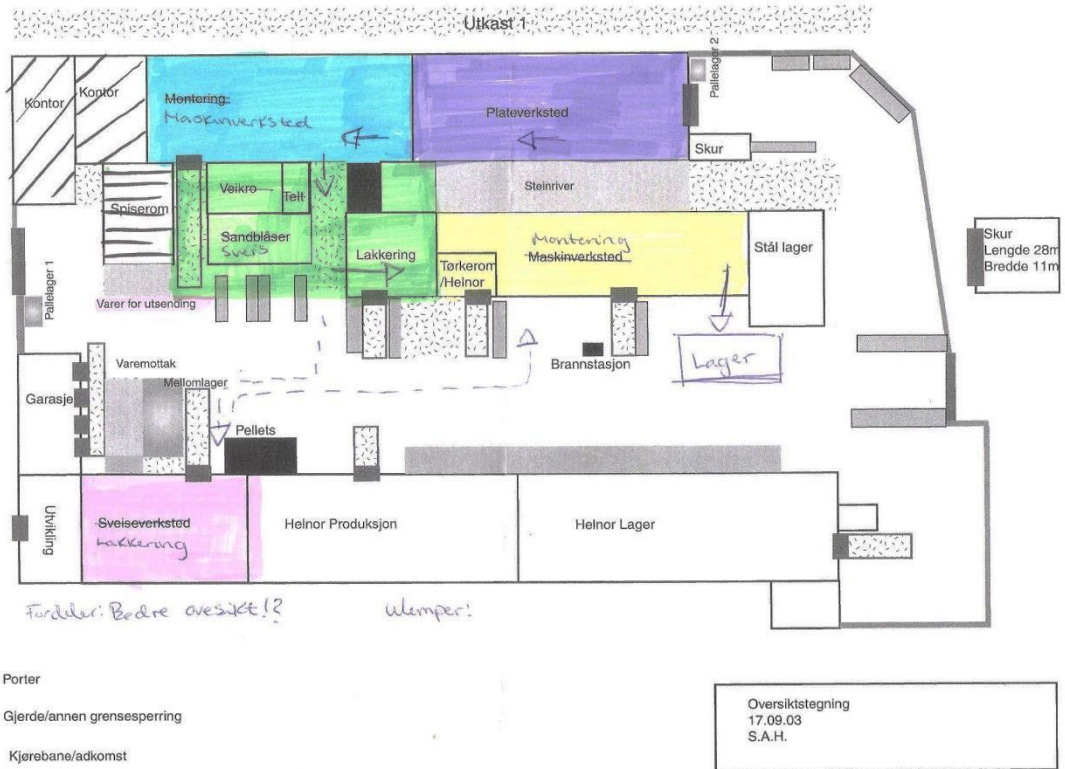 Utkast 1
Kontor
Kontor
Montering
Maskinverksted
Plateverksted
Pallelager 2
Skur
Steinriver
Spiserom
Veikro
Telt
Sandblåser
Sveis
Lakkering
Montering
Maskinverksted
Tørkerom
/Helnor
Stål lager
Skur
Lengde 28m
Bredde 11m
Pallelager 1
Varer for utsending
Varemottak
Mellomlager
Garasje
Brannstasjon
Lager
Pellets
Utvikling
Sveiseverksted
Lakkering
Helnor Produksjon
Helnor Lager
Fordeler: Bedre oversikt!?
Ulemper:
Porter
Gjerde/annen grensesperring
Kjørebane/adkomst
Oversiktstegning
17.09.03
S.A.H.